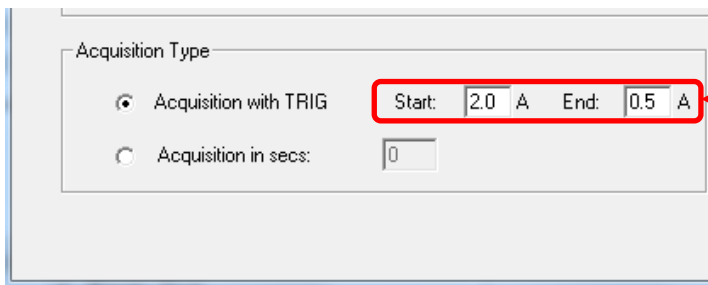 Acquisition Type
Acquisition with TRIG Start: 2.0 A End: 0.5 A
Acquisition in secs: 0